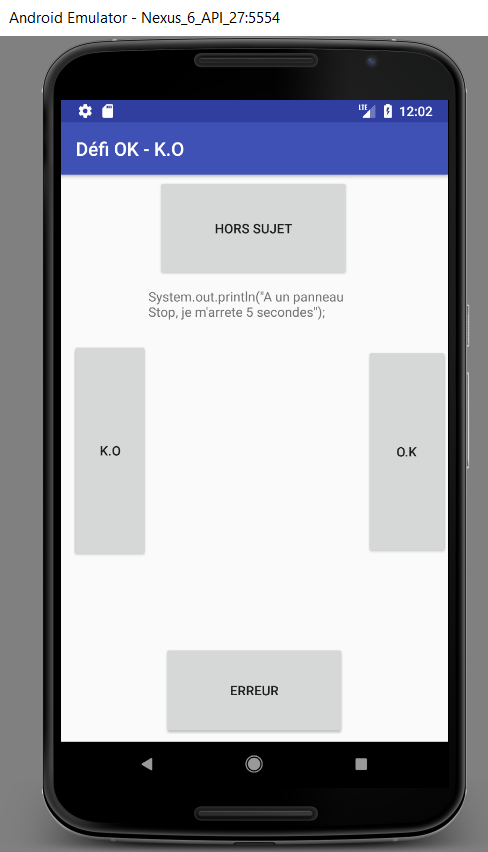 Android Emulator - Nexus_6_API_27:5554
LTE 12:02
Défi OK - K.O
HORS SUJET
System.out.println("A un panneau
Stop, je m'arrete 5 secondes");
K.O
O.K
ERREUR